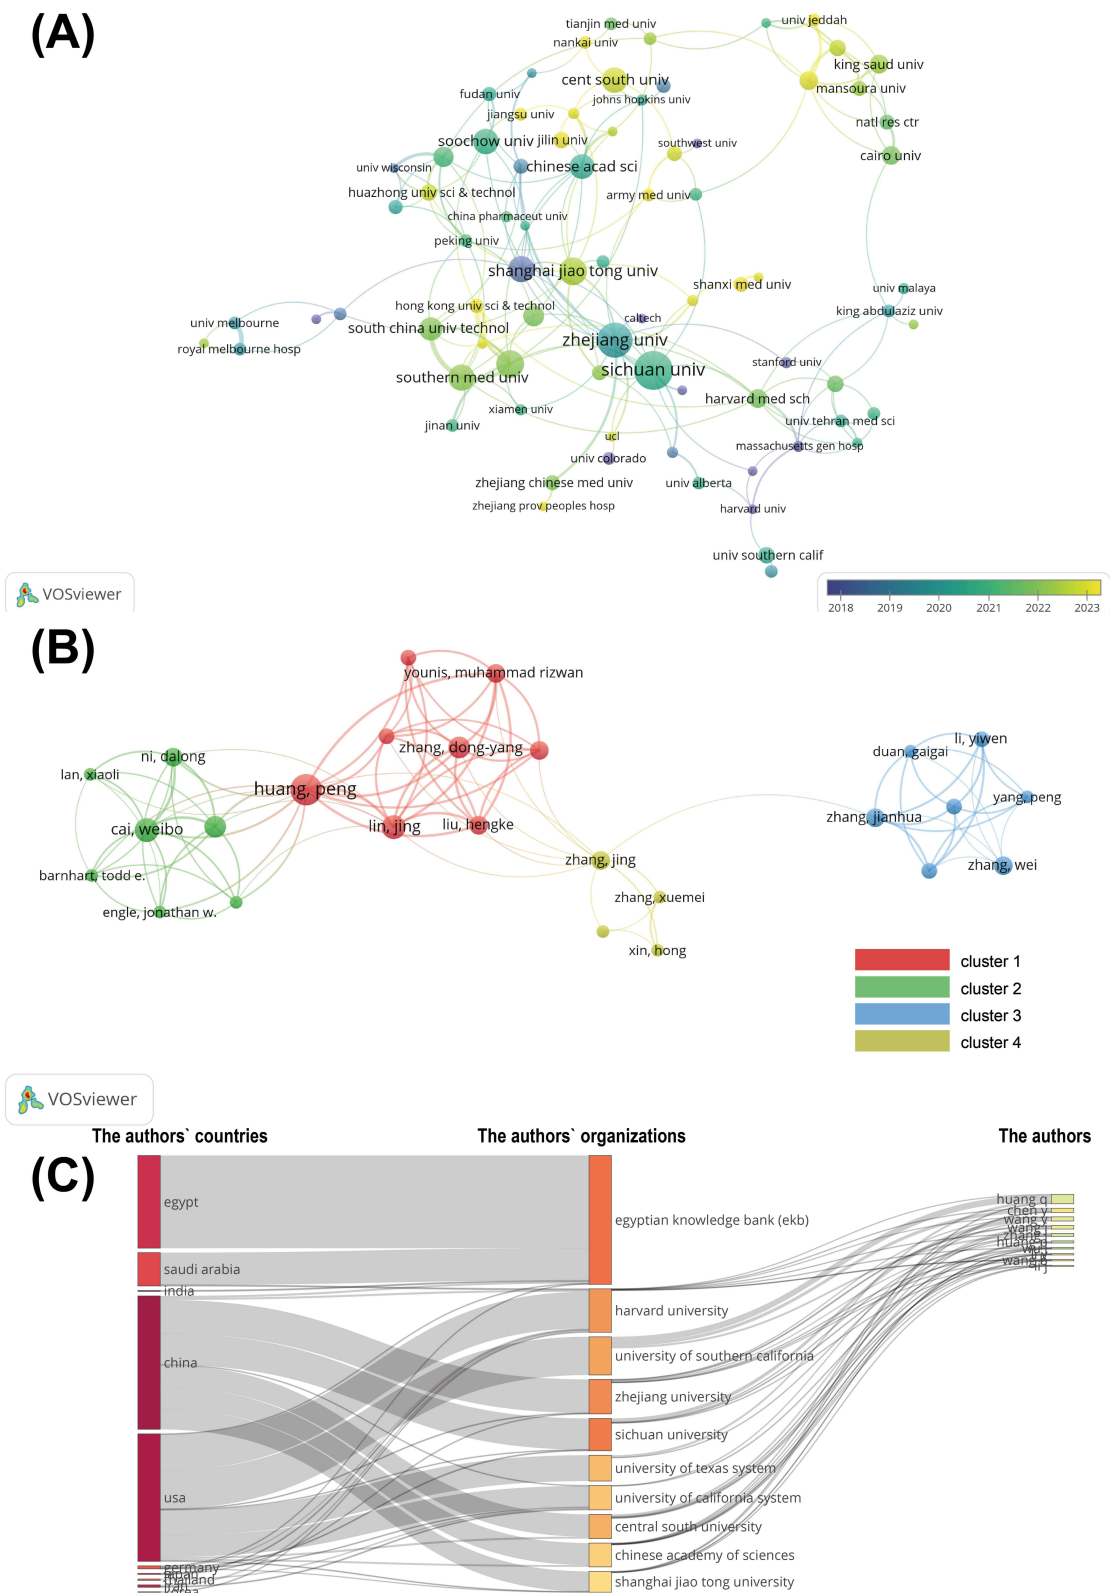 (A)
tianjin med univ
univ jeddah
nankai univ
king saud univ
cent south univ
mansoura univ
fudan univ
johns hopkins univ
jiangsu univ
natl res ctr
soochow univ
jilin univ
southwest univ
cairo univ
univ wisconsin
chinese acad sci
huazhong univ sci & technol
army med univ
china pharmaceut univ
peking univ
shanghai jiao tong univ
shanxi med univ
univ malaya
hong kong univ sci & technol
king abdulaziz univ
univ melbourne
caltech
south china univ technol
zhejiang univ
royal melbourne hosp
stanford univ
sichuan univ
southern med univ
harvard med sch
xiamen univ
jinan univ
univ tehran med sci
ucl
massachusetts gen hosp
univ colorado
zhejiang chinese med univ
univ alberta
zhejiang prov peoples hosp
harvard univ
univ southern calif
VOSviewer
2018 2019 2020 2021 2022 2023
(B)
younis, muhammad rizwan
li, yiwen
ni, dalong
zhang, dong-yang
duan, gaigai
lan, xiaoli
huang, peng
yang, peng
cai, weibo
lin, jing
liu, hengke
zhang, jianhua
zhang, jing
zhang, wei
barnhart, todd e.
zhang, xuemei
engle, jonathan w.
xin, hong
cluster 1
cluster 2
cluster 3
cluster 4
VOSviewer
The authors` countries
The authors` organizations
The authors
(C)
egypt
saudi arabia
india
china
usa
germany
thailand
iran
korea
egyptian knowledge bank (ekb)
harvard university
university of southern california
zhejiang university
sichuan university
university of texas system
university of california system
central south university
chinese academy of sciences
shanghai jiao tong university
huang q
chen y
wang y
wang j
zhang j
huang p